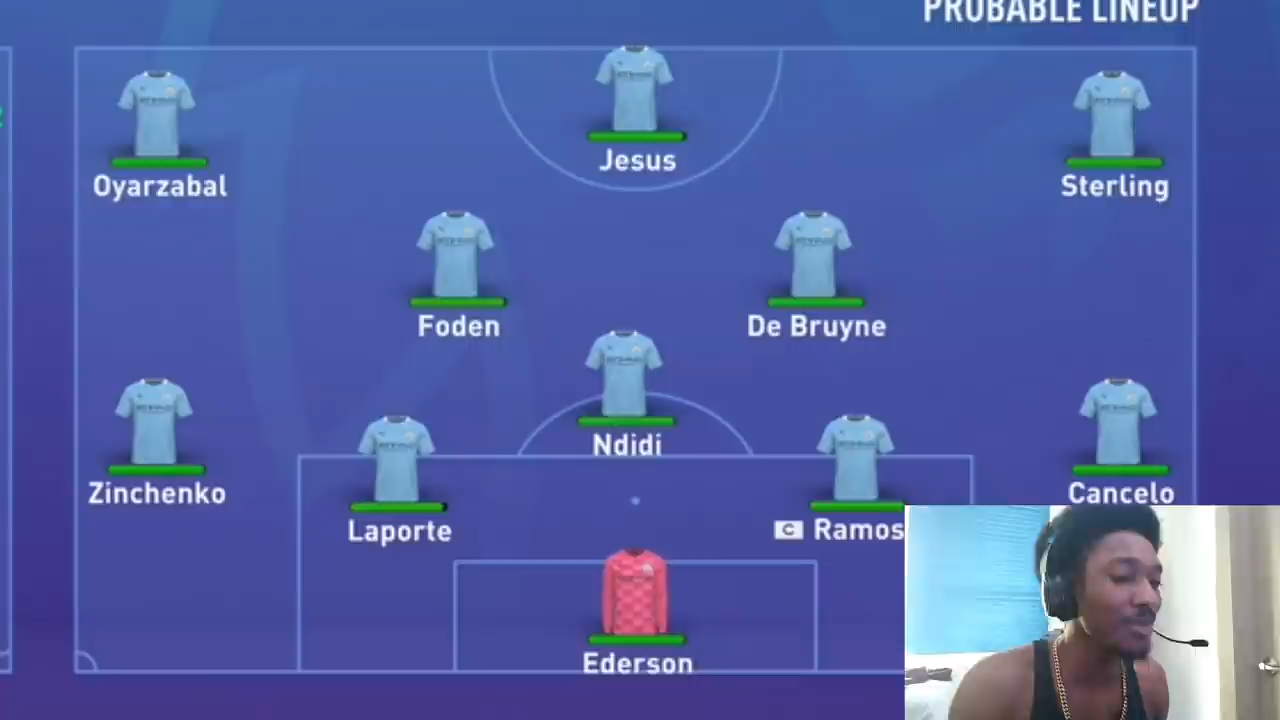 PROBABLE LINEUP
Jesus
Oyarzabal
Sterling
Foden
De Bruyne
Ndidi
Zinchenko
Cancelo
Laporte
C Ramos
Ederson